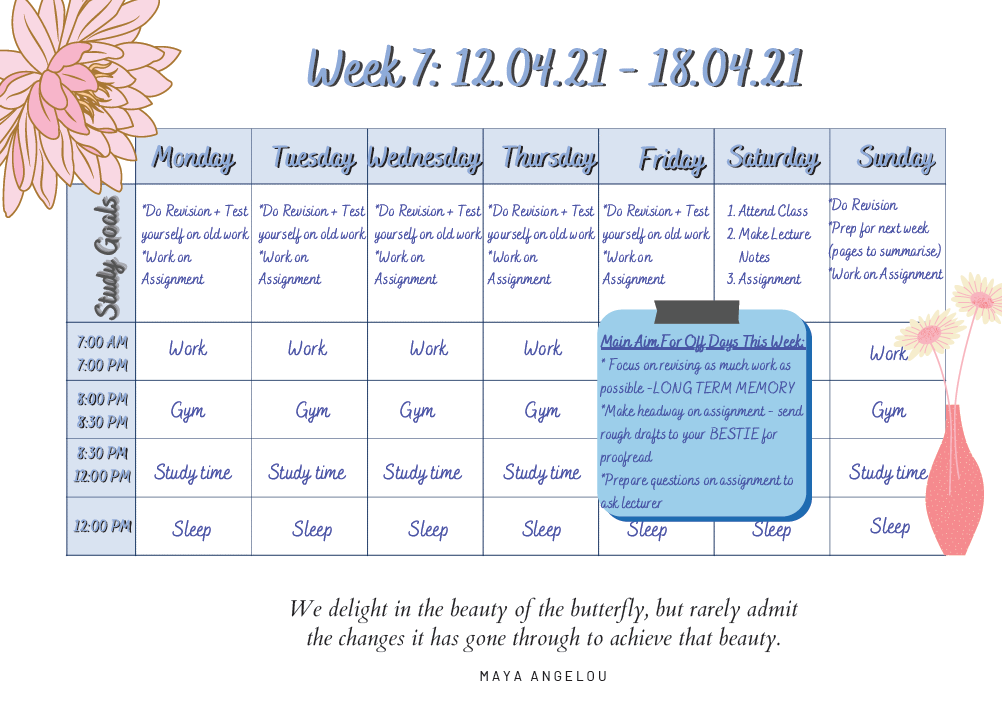 Week 7: 12.04.21 - 18.04.21
Monday Tuesday Wednesday Thursday Friday Saturday Sunday
Study Goals
*Do Revision + Test
yourself on old work
*Work on
Assignment
*Do Revision + Test
yourself on old work
*Work on
Assignment
*Do Revision + Test
yourself on old work
*Work on
Assignment
*Do Revision + Test
yourself on old work
*Work on
Assignment
*Do Revision + Test
yourself on old work
*Work on
Assignment
1. Attend Class
2. Make Lecture
Notes
3. Assignment
*Do Revision
*Prep for next week
(pages to summarise)
*Work on Assignment
7:00 AM
7:00 PM
Work Work Work Work Work
8:00 PM
8:30 PM
Gym Gym Gym Gym Gym
8:30 PM
12:00 PM
Study time Study time Study time Study time Study time
12:00 PM
Sleep Sleep Sleep Sleep Sleep Sleep Sleep
Main Aim For Off Days This Week:
* Focus on revising as much work as
possible -LONG TERM MEMORY
*Make headway on assignment - send
rough drafts to your BESTIE for
proofread
*Prepare questions on assignment to
ask lecturer
We delight in the beauty of the butterfly, but rarely admit
the changes it has gone through to achieve that beauty.
MAYA ANGELOU